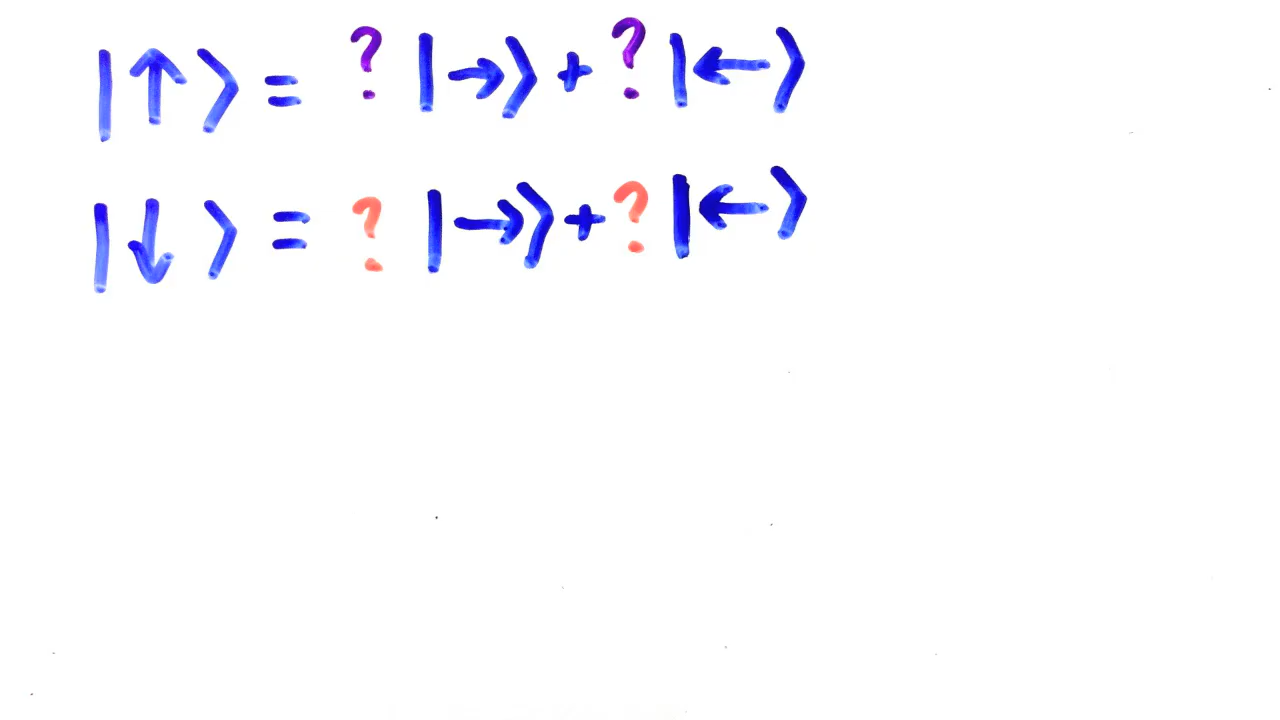 |↑⟩ = ? |→⟩ + ? |←⟩
|↓⟩ = ? |→⟩ + ? |←⟩